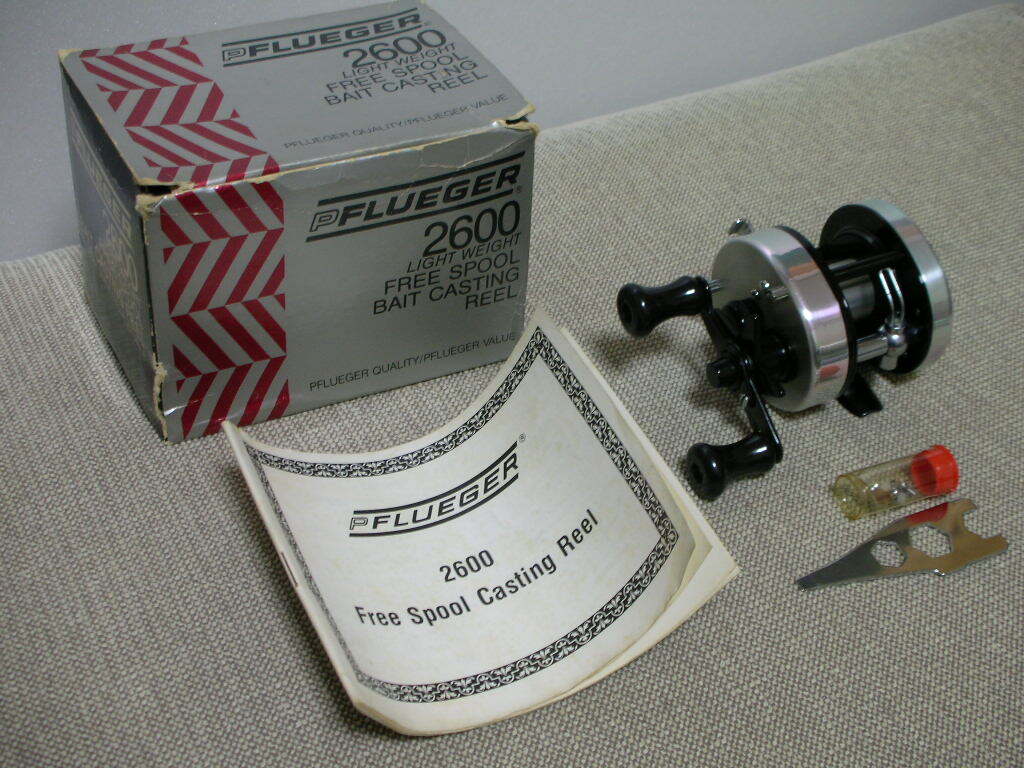 PFLUEGER®
2600
LIGHT WEIGHT
FREE SPOOL
BAIT CASTING
REEL
PFLUEGER QUALITY/PFLUEGER VALUE
PFLUEGER®
2600
LIGHT WEIGHT
FREE SPOOL
BAIT CASTING
REEL
PFLUEGER QUALITY/PFLUEGER VALUE
PFLUEGER®
2600
Free Spool Casting Reel